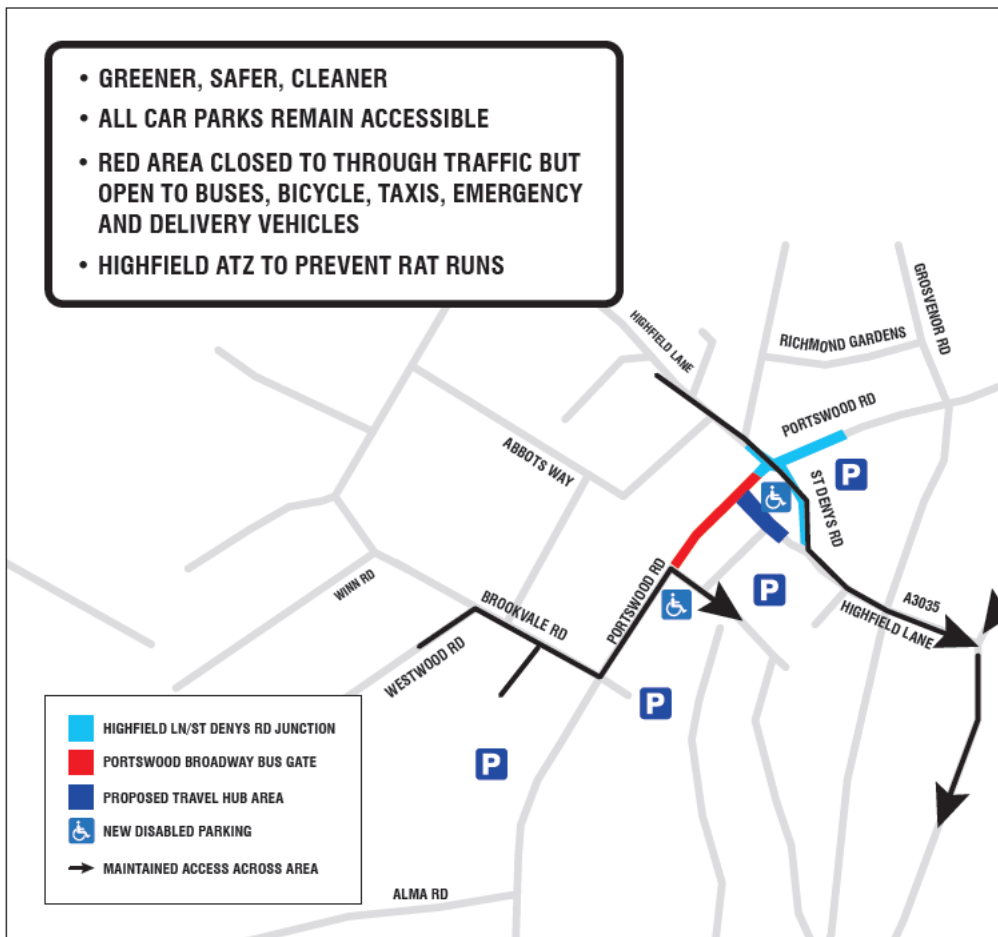 • GREENER, SAFER, CLEANER
• ALL CAR PARKS REMAIN ACCESSIBLE
• RED AREA CLOSED TO THROUGH TRAFFIC BUT
OPEN TO BUSES, BICYCLE, TAXIS, EMERGENCY
AND DELIVERY VEHICLES
• HIGHFIELD ATZ TO PREVENT RAT RUNS
HIGHFIELD LANE
RICHMOND GARDENS
GROSVENOR RD
PORTSWOOD RD
ABBOTS WAY
P
ST DENYS RD
WINN RD
BROOKVALE RD
PORTSWOOD RD
P
A3035
HIGHFIELD LANE
WESTWOOD RD
P
P
HIGHFIELD LN/ST DENYS RD JUNCTION
PORTSWOOD BROADWAY BUS GATE
PROPOSED TRAVEL HUB AREA
NEW DISABLED PARKING
MAINTAINED ACCESS ACROSS AREA
ALMA RD